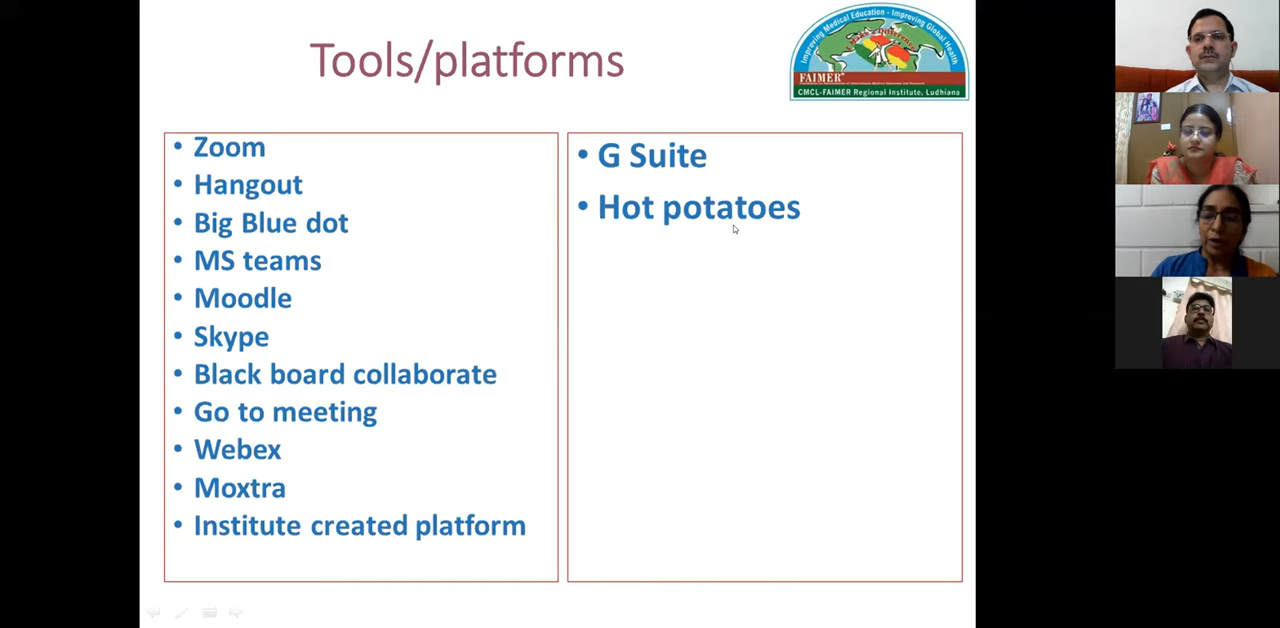 Tools/platforms
Improving Medical Education - Improving Global Health
FAIMER
CMCL-FAIMER Regional Institute, Ludhiana
• Zoom
• Hangout
• Big Blue dot
• MS teams
• Moodle
• Skype
• Black board collaborate
• Go to meeting
• Webex
• Moxtra
• Institute created platform
• G Suite
• Hot potatoes